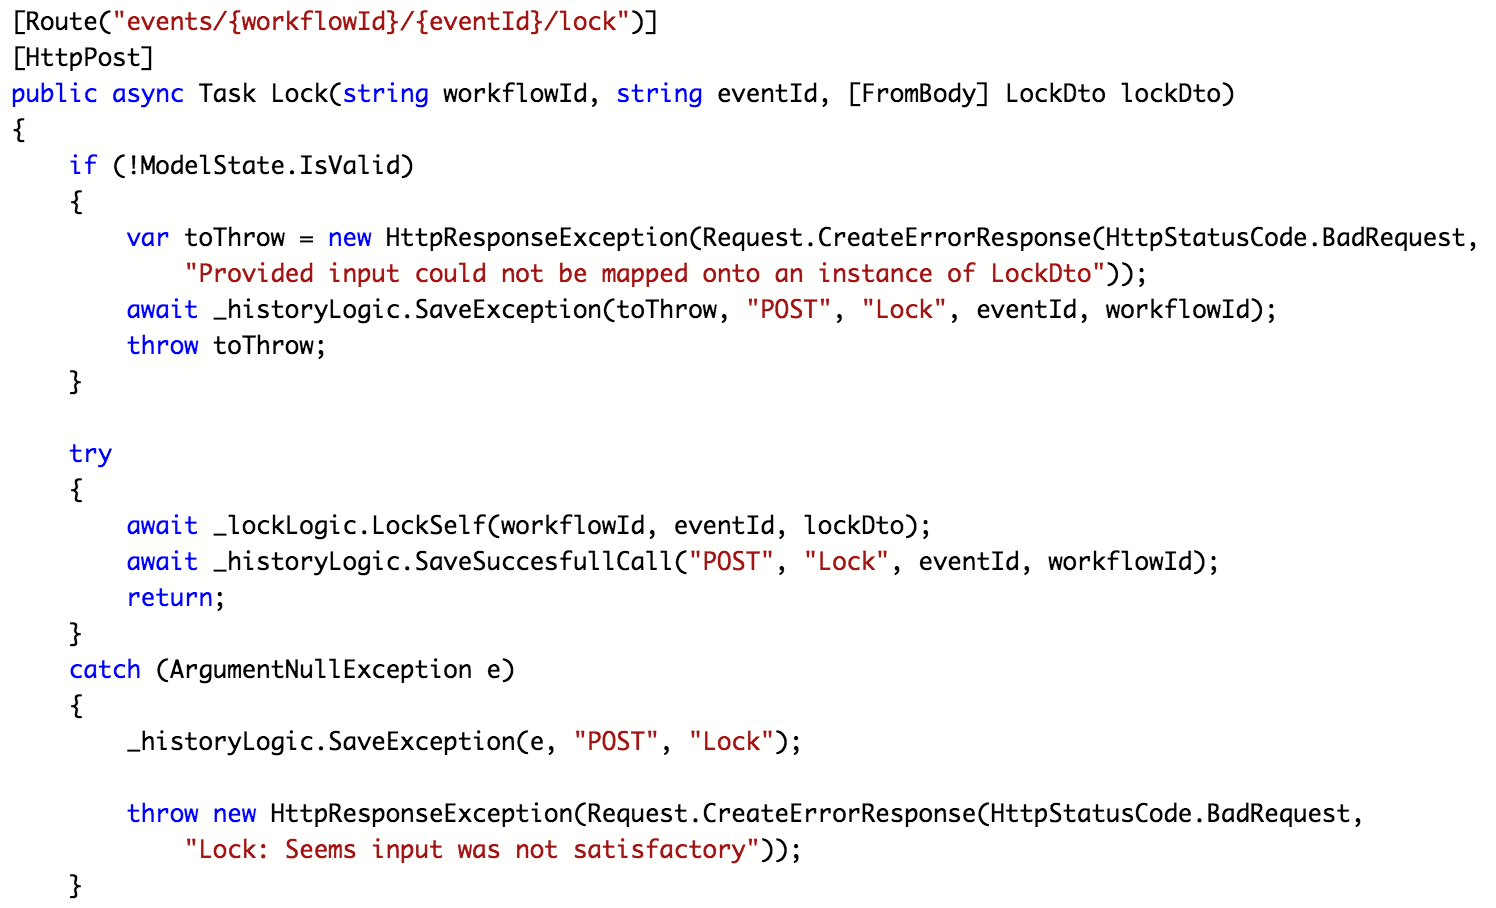 [Route("events/{workflowId}/{eventId}/lock")]
[HttpPost]
public async Task Lock(string workflowId, string eventId, [FromBody] LockDto lockDto)
{
    if (!ModelState.IsValid)
    {
        var toThrow = new HttpResponseException(Request.CreateErrorResponse(HttpStatusCode.BadRequest,
            "Provided input could not be mapped onto an instance of LockDto"));
        await _historyLogic.SaveException(toThrow, "POST", "Lock", eventId, workflowId);
        throw toThrow;
    }

    try
    {
        await _lockLogic.LockSelf(workflowId, eventId, lockDto);
        await _historyLogic.SaveSuccesfullCall("POST", "Lock", eventId, workflowId);
        return;
    }
    catch (ArgumentNullException e)
    {
        _historyLogic.SaveException(e, "POST", "Lock");

        throw new HttpResponseException(Request.CreateErrorResponse(HttpStatusCode.BadRequest,
            "Lock: Seems input was not satisfactory"));
    }